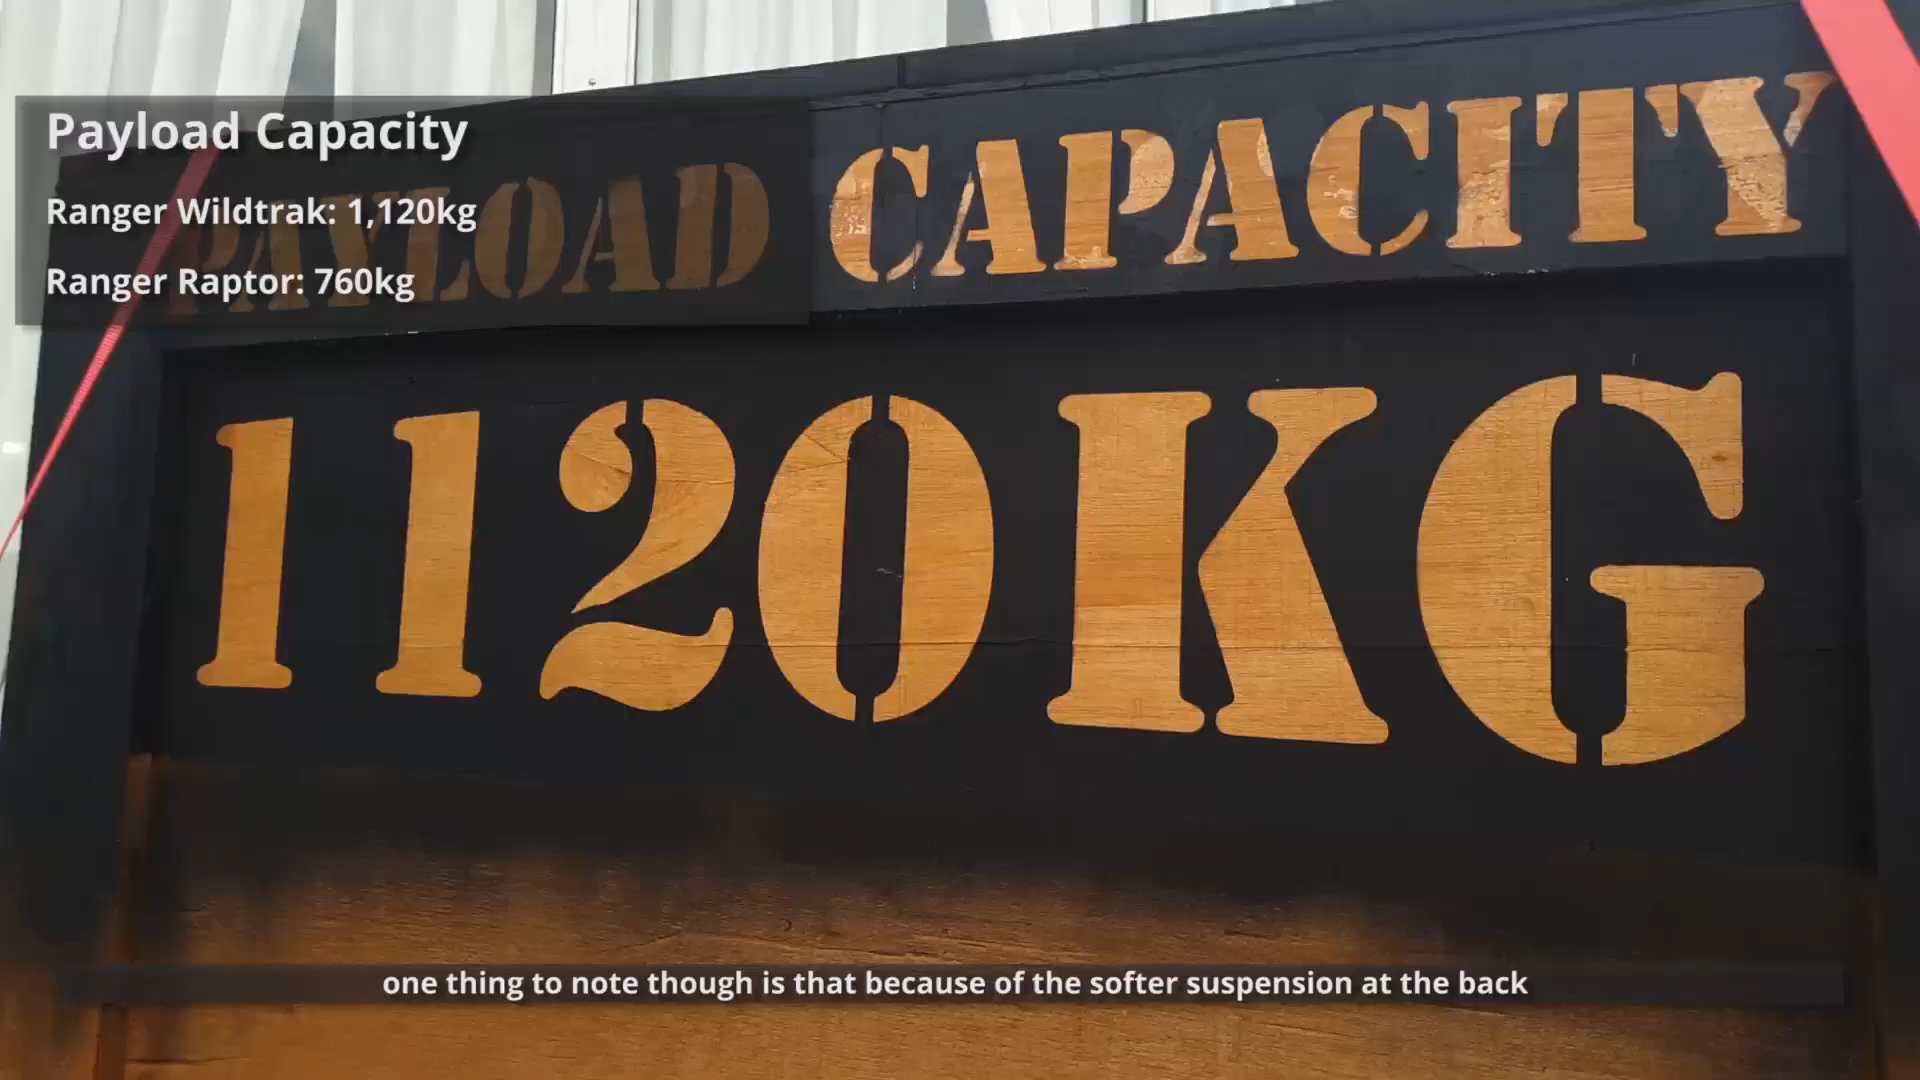 Payload Capacity
Ranger Wildtrak: 1,120kg
Ranger Raptor: 760kg
PAYLOAD CAPACITY
1120KG
one thing to note though is that because of the softer suspension at the back